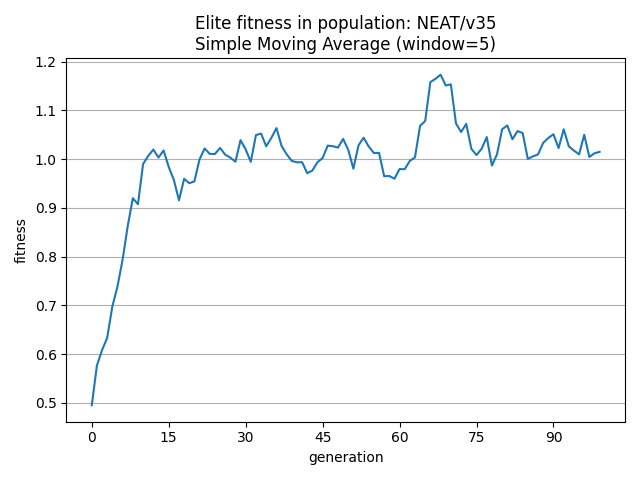 Elite fitness in population: NEAT/v35
Simple Moving Average (window=5)
1.2
1.1
1.0
0.9
0.8
0.7
0.6
0.5
fitness
0 15 30 45 60 75 90
generation